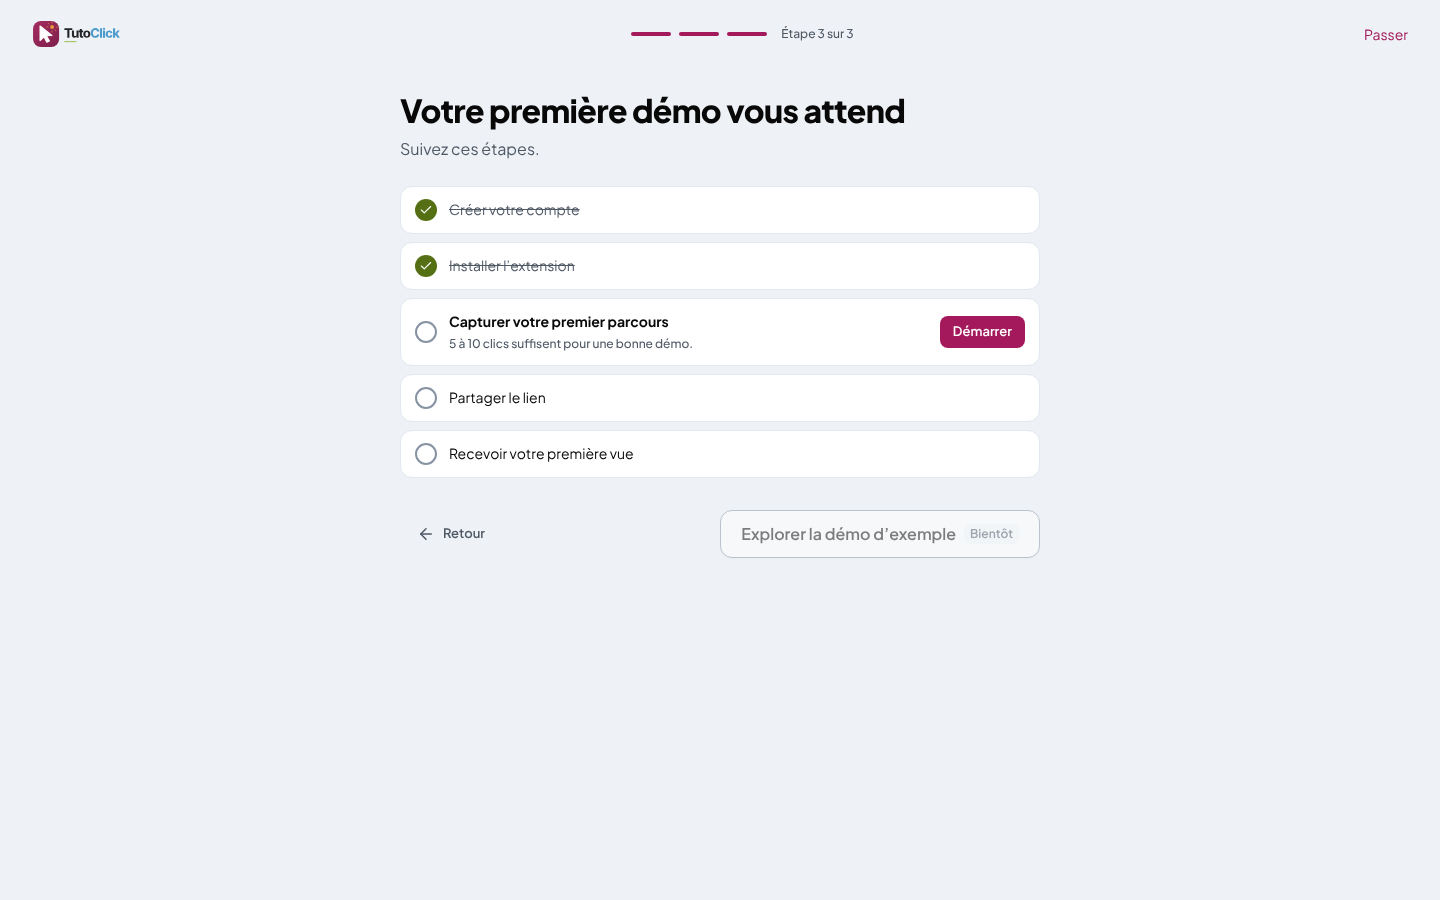 TutoClick
Étape 3 sur 3
Passer
Votre première démo vous attend
Suivez ces étapes.
Créer votre compte
Installer l’extension
Capturer votre premier parcours
5 à 10 clics suffisent pour une bonne démo.
Démarrer
Partager le lien
Recevoir votre première vue
Retour
Explorer la démo d’exemple Bientôt